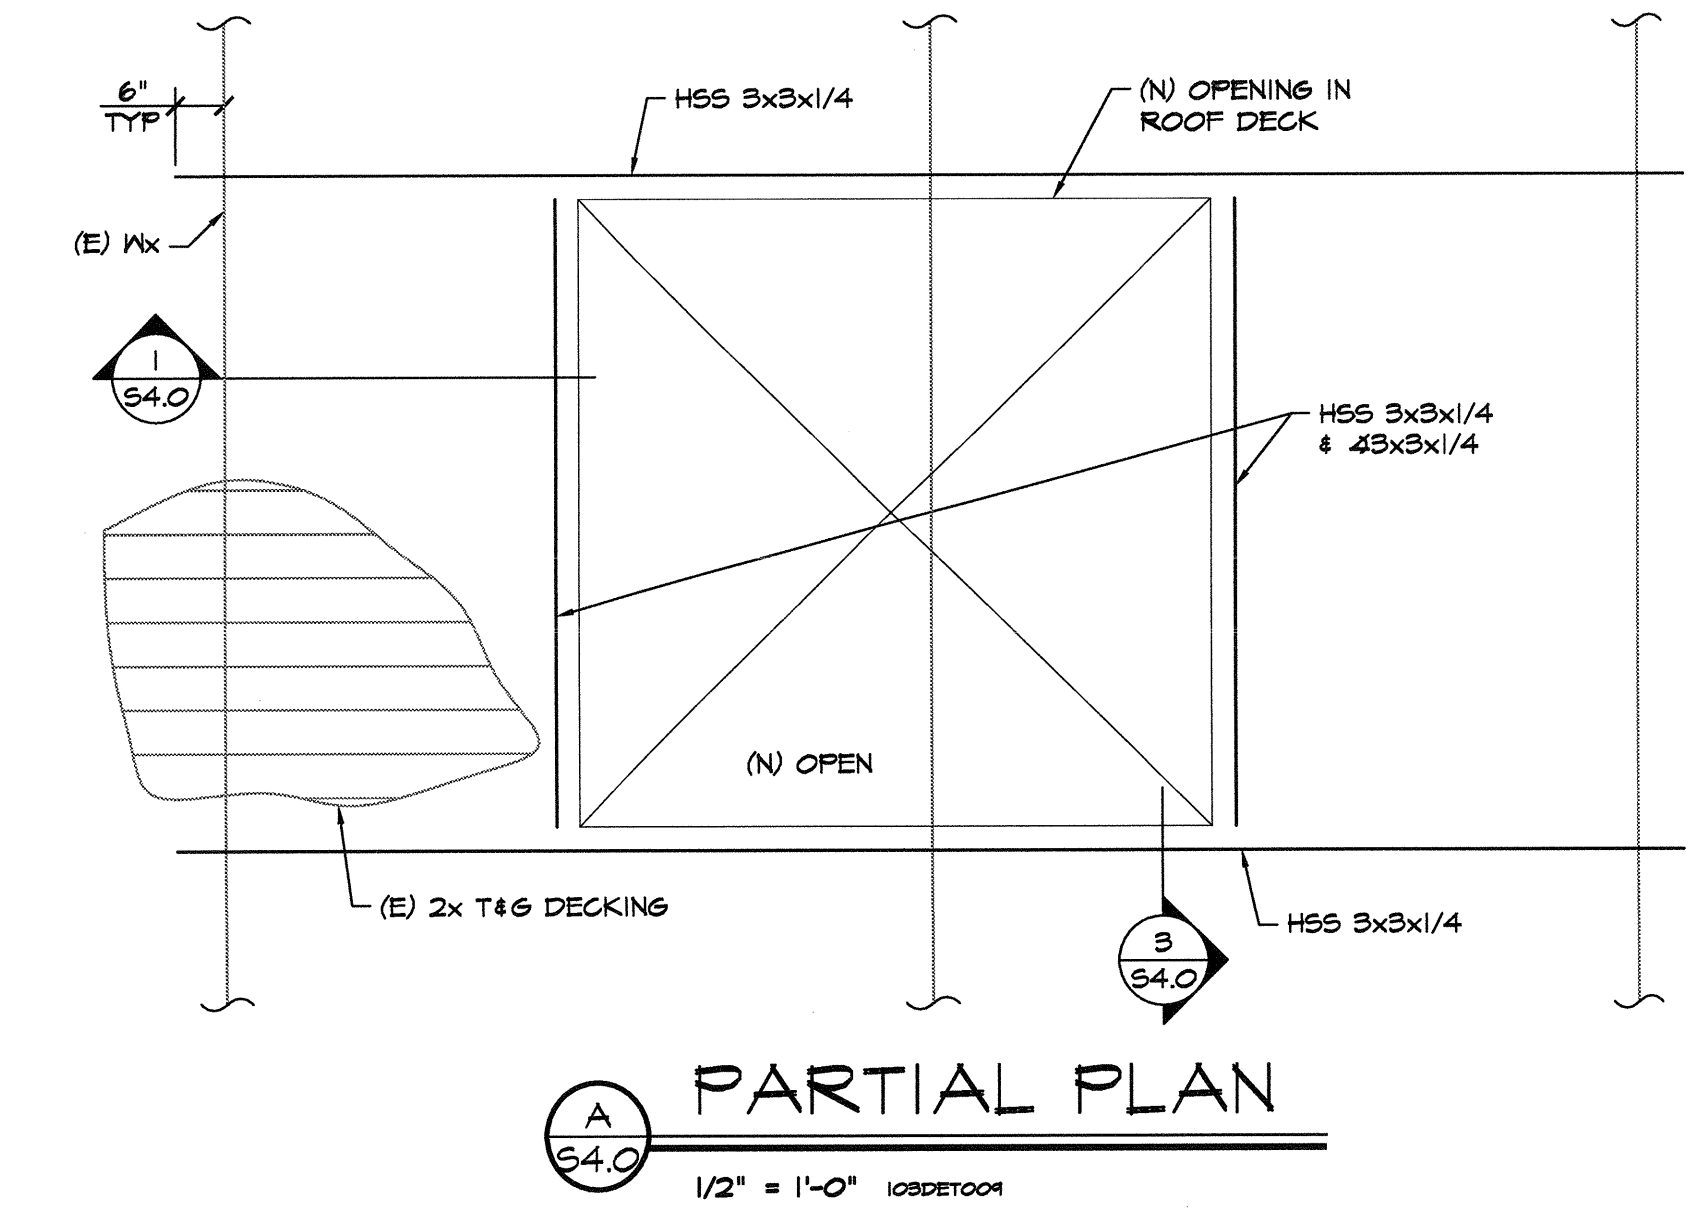 6"
TYP
HSS 3x3x1/4
(N) OPENING IN
ROOF DECK
(E) Wx
1
S4.0
HSS 3x3x1/4
& ∡3x3x1/4
(N) OPEN
(E) 2x T&G DECKING
HSS 3x3x1/4
3
S4.0
PARTIAL PLAN
A
S4.0
1/2" = 1'-0" 103DET009